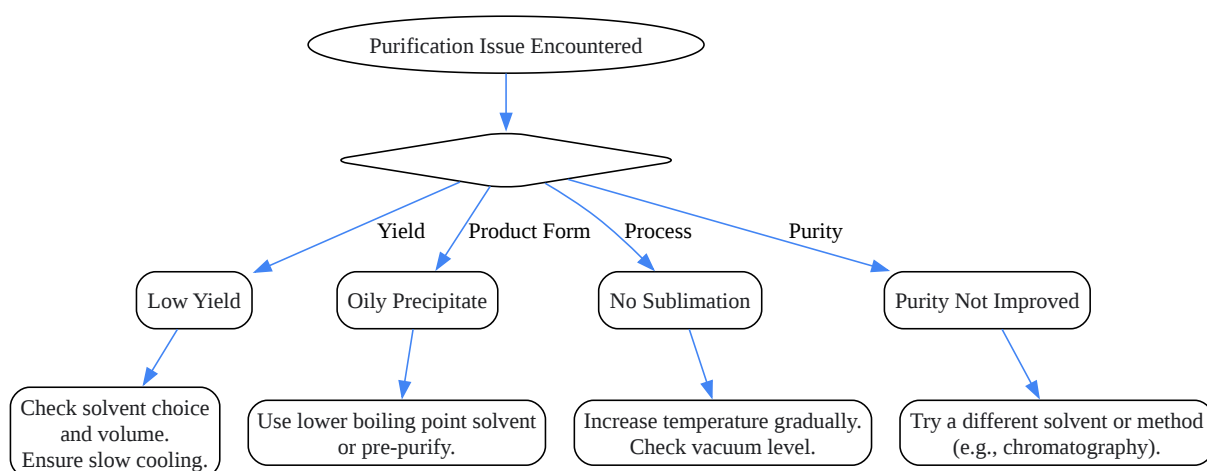 Purification Issue Encountered
Yield
Product Form
Process
Purity
Low Yield
Oily Precipitate
No Sublimation
Purity Not Improved
Check solvent choice
and volume.
Ensure slow cooling.
Use lower boiling point solvent
or pre-purify.
Increase temperature gradually.
Check vacuum level.
Try a different solvent or method
(e.g., chromatography).